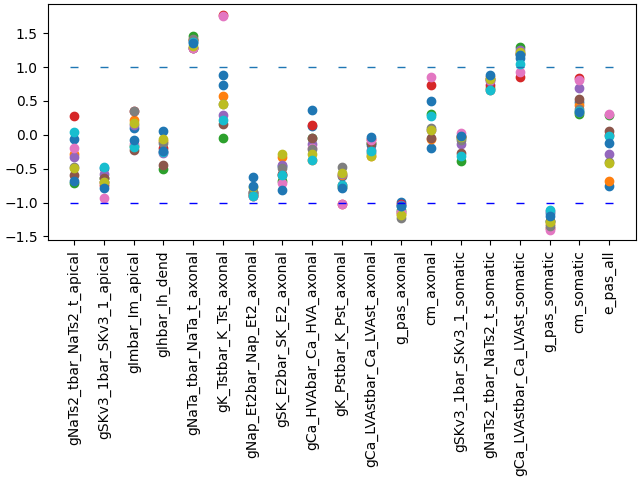 1.5
1.0
0.5
0.0
−0.5
−1.0
−1.5
gNaTs2_tbar_NaTs2_t_apical
gSKv3_1bar_SKv3_1_apical
gImbar_Im_apical
gIhbar_Ih_dend
gNaTa_tbar_NaTa_t_axonal
gK_Tstbar_K_Tst_axonal
gNap_Et2bar_Nap_Et2_axonal
gSK_E2bar_SK_E2_axonal
gCa_HVAbar_Ca_HVA_axonal
gK_Pstbar_K_Pst_axonal
gCa_LVAstbar_Ca_LVAst_axonal
g_pas_axonal
cm_axonal
gSKv3_1bar_SKv3_1_somatic
gNaTs2_tbar_NaTs2_t_somatic
gCa_LVAstbar_Ca_LVAst_somatic
g_pas_somatic
cm_somatic
e_pas_all